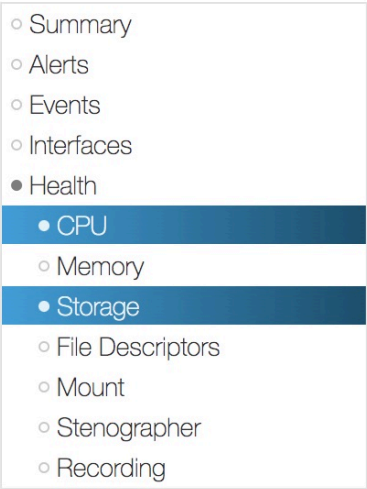 Summary
Alerts
Events
Interfaces
Health
CPU
Memory
Storage
File Descriptors
Mount
Stenographer
Recording